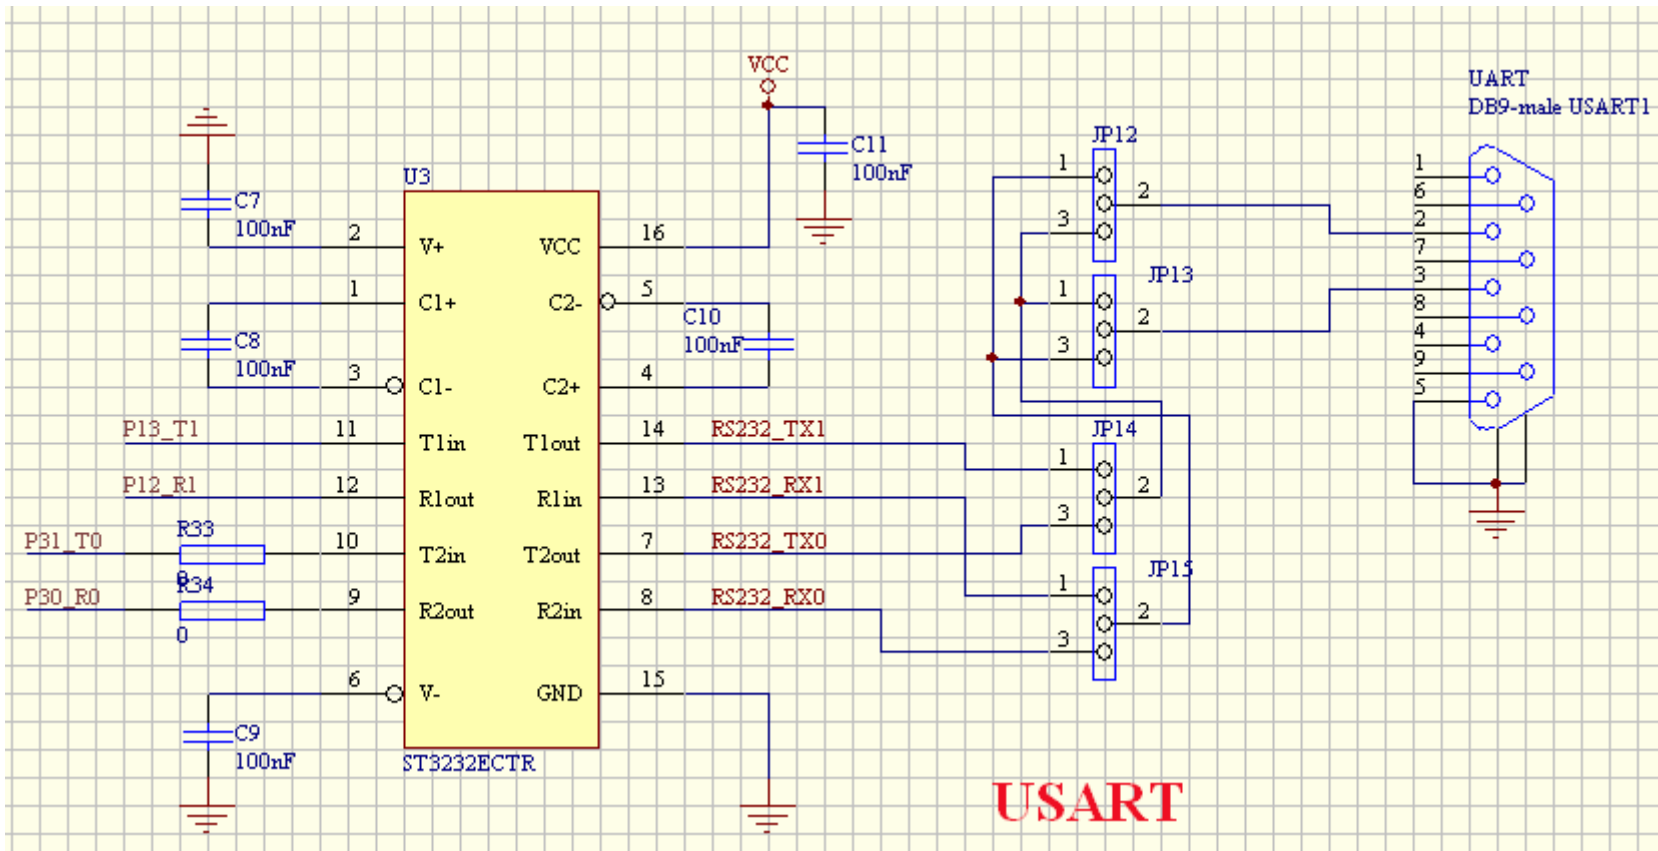 VCC
UART
DB9-male USART1
C11
100nF
JP12
1
2
3
U3
C7
100nF
2
V+
VCC
16
1
C1+
C2-
5
C8
100nF
C10
100nF
3
C1-
C2+
4
JP13
1
2
3
1
6
2
7
3
8
4
9
5
P13_T1
11
T1in
T1out
14
RS232_TX1
P12_R1
12
R1out
R1in
13
RS232_RX1
P31_T0
R33
0
10
T2in
T2out
7
RS232_TX0
P30_R0
R34
0
9
R2out
R2in
8
RS232_RX0
JP14
1
2
3
JP15
1
2
3
6
V-
GND
15
C9
100nF
ST3232ECTR
USART